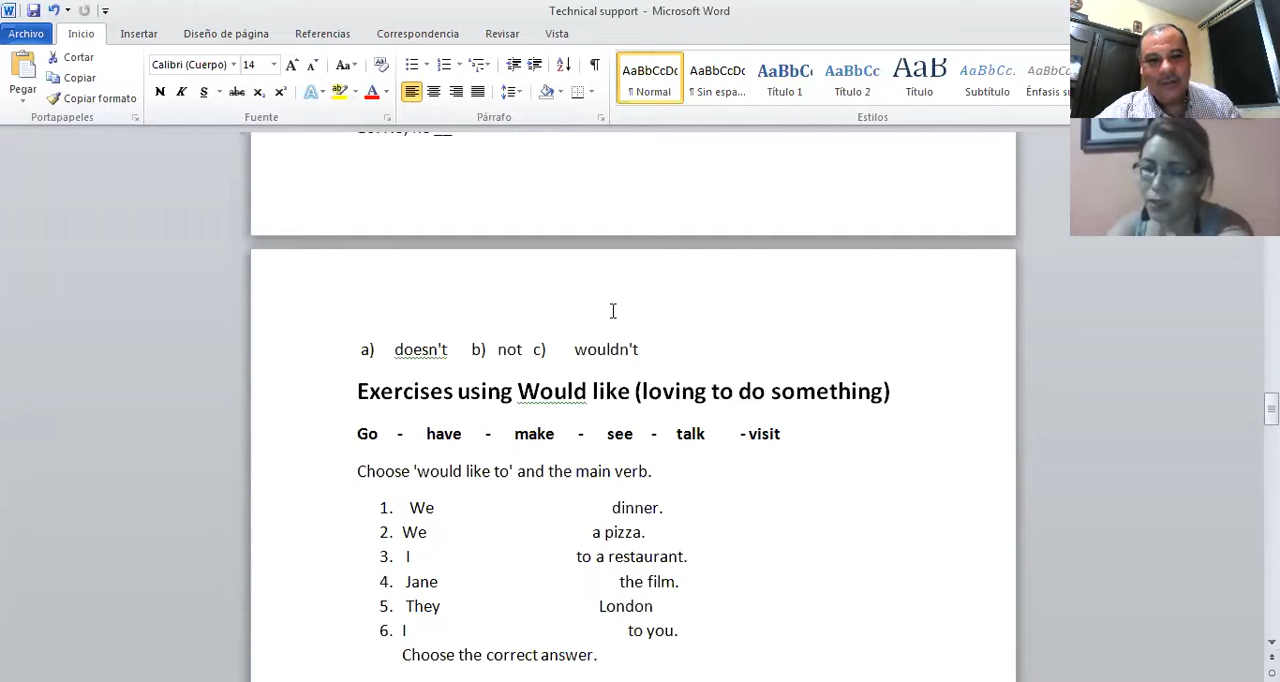 Technical support - Microsoft Word
Archivo Inicio Insertar Diseño de página Referencias Correspondencia Revisar Vista
Cortar
Copiar
Copiar formato
Pegar
Portapapeles
Calibri (Cuerpo) 14
Fuente
Párrafo
AaBbCcDc AaBbCcDc AaBbC AaBbCc AaB AaBbCc. AaBbCc
¶ Normal ¶ Sin espa... Título 1 Título 2 Título Subtítulo Énfasis
Estilos
a) doesn't b) not c) wouldn't
Exercises using Would like (loving to do something)
Go - have - make - see - talk - visit
Choose 'would like to' and the main verb.
1. We dinner.
2. We a pizza.
3. I to a restaurant.
4. Jane the film.
5. They London
6. I to you.
Choose the correct answer.